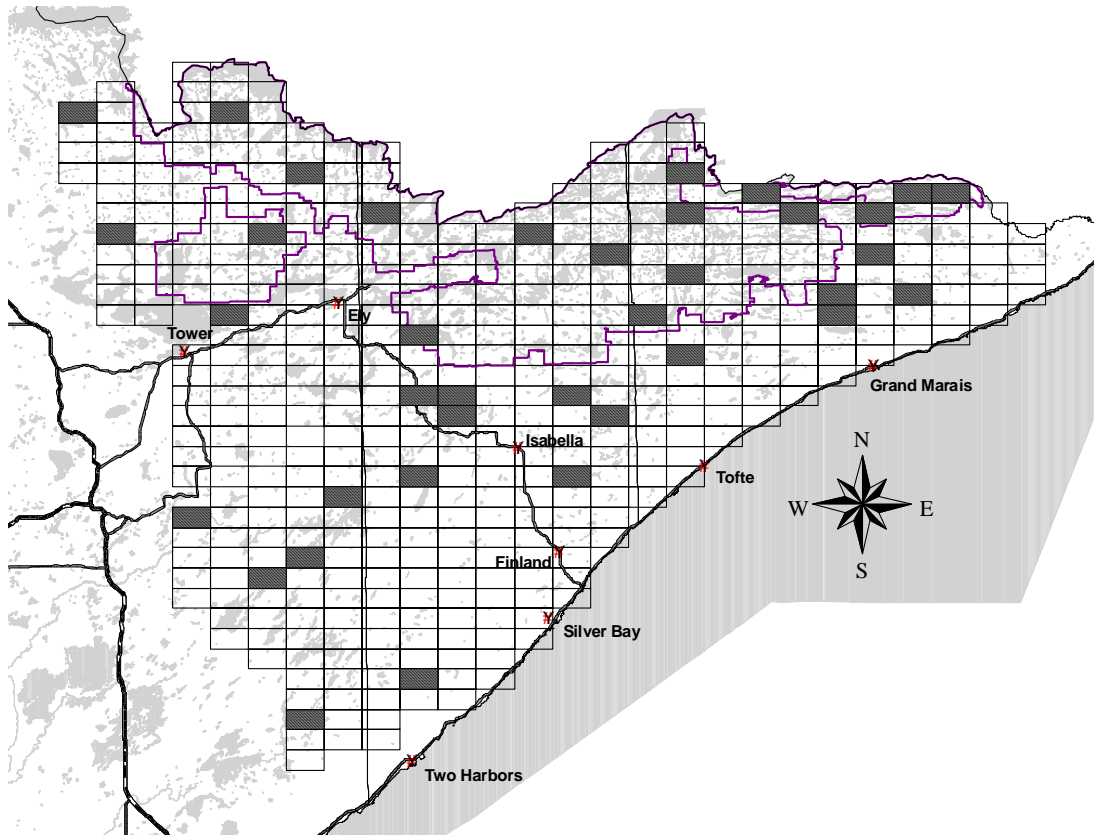 Ely
Tower
Grand Marais
Isabella
N
Tofte
W E
Finland
S
Silver Bay
Two Harbors